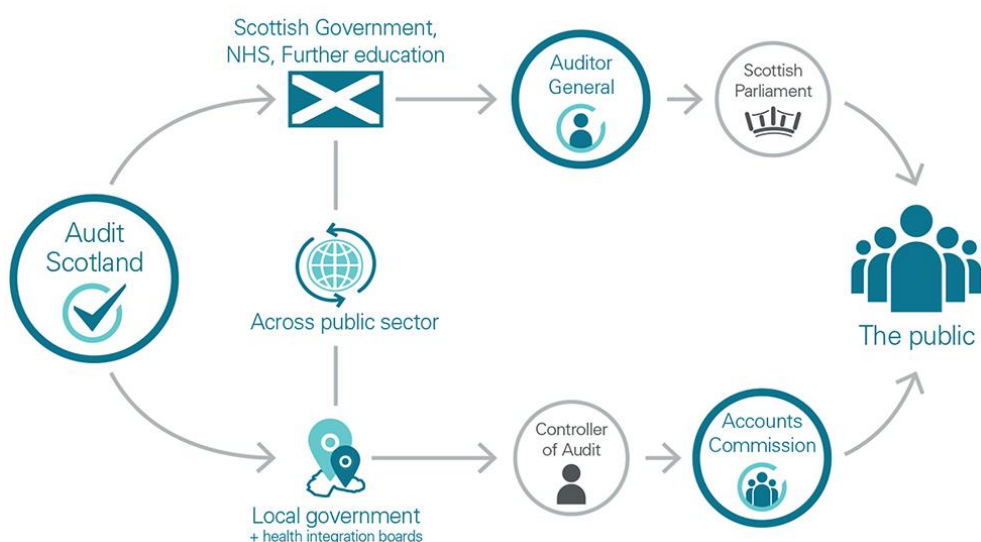 Scottish Government,
NHS, Further education
Auditor
General
Scottish
Parliament
Audit
Scotland
Across public sector
The public
Local government
+ health integration boards
Controller
of Audit
Accounts
Commission